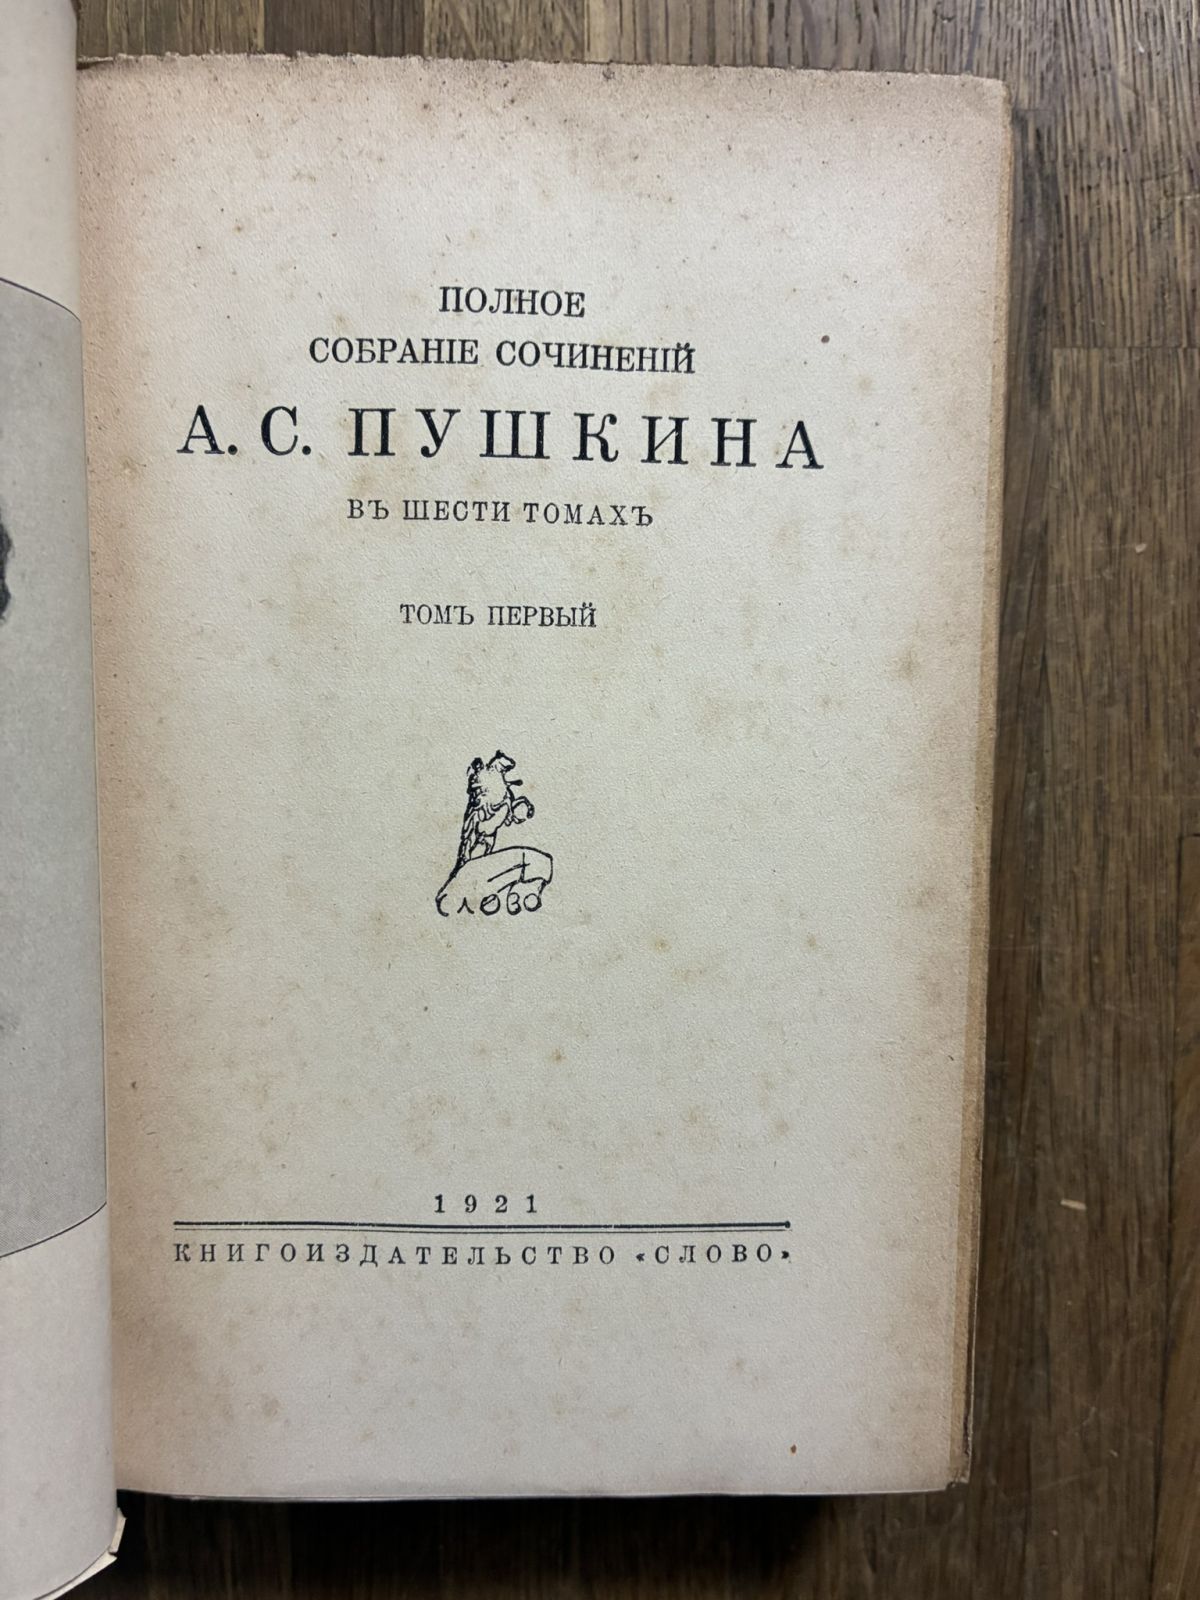 ПОЛНОЕ
СОБРАНІЕ СОЧИНЕНІЙ
А. С. ПУШКИНА
ВЪ ШЕСТИ ТОМАХЪ
ТОМЪ ПЕРВЫЙ
СЛОВО
1921
КНИГОИЗДАТЕЛЬСТВО «СЛОВО»